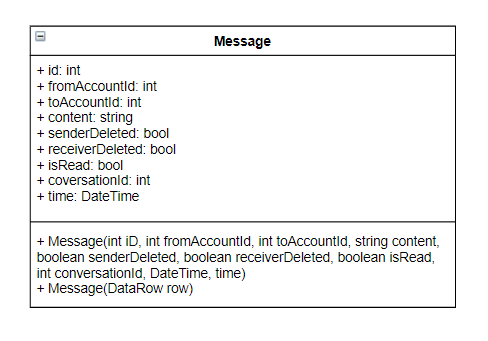 Message
+ id: int
+ fromAccountId: int
+ toAccountId: int
+ content: string
+ senderDeleted: bool
+ receiverDeleted: bool
+ isRead: bool
+ coversationId: int
+ time: DateTime
+ Message(int iD, int fromAccountId, int toAccountId, string content,
boolean senderDeleted, boolean receiverDeleted, boolean isRead,
int conversationId, DateTime, time)
+ Message(DataRow row)